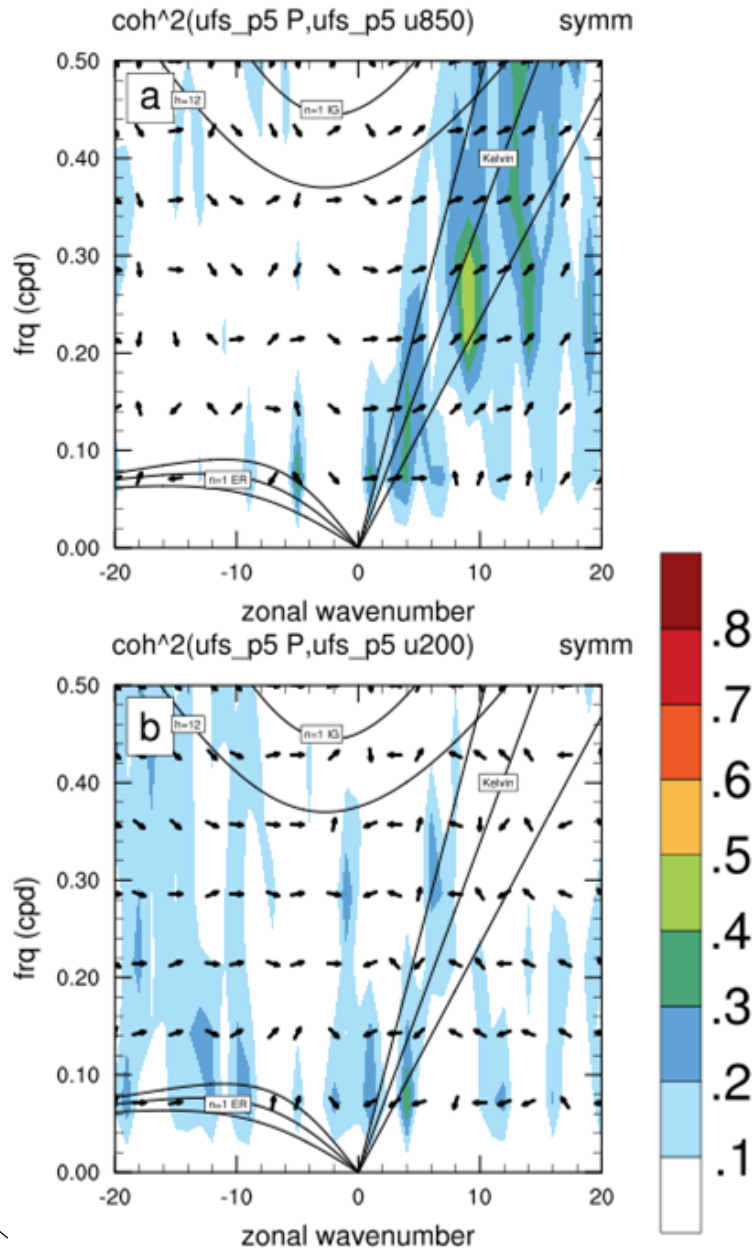 coh^2(ufs_p5 P,ufs_p5 u850) symm
a
0.50
0.40
0.30
0.20
0.10
0.00
frq (cpd)
h=12
n=1 IG
Kelvin
n=1 ER
-20 -10 0 10 20
zonal wavenumber
coh^2(ufs_p5 P,ufs_p5 u200) symm
b
0.50
0.40
0.30
0.20
0.10
0.00
frq (cpd)
h=12
n=1 IG
Kelvin
n=1 ER
-20 -10 0 10 20
zonal wavenumber
.8
.7
.6
.5
.4
.3
.2
.1